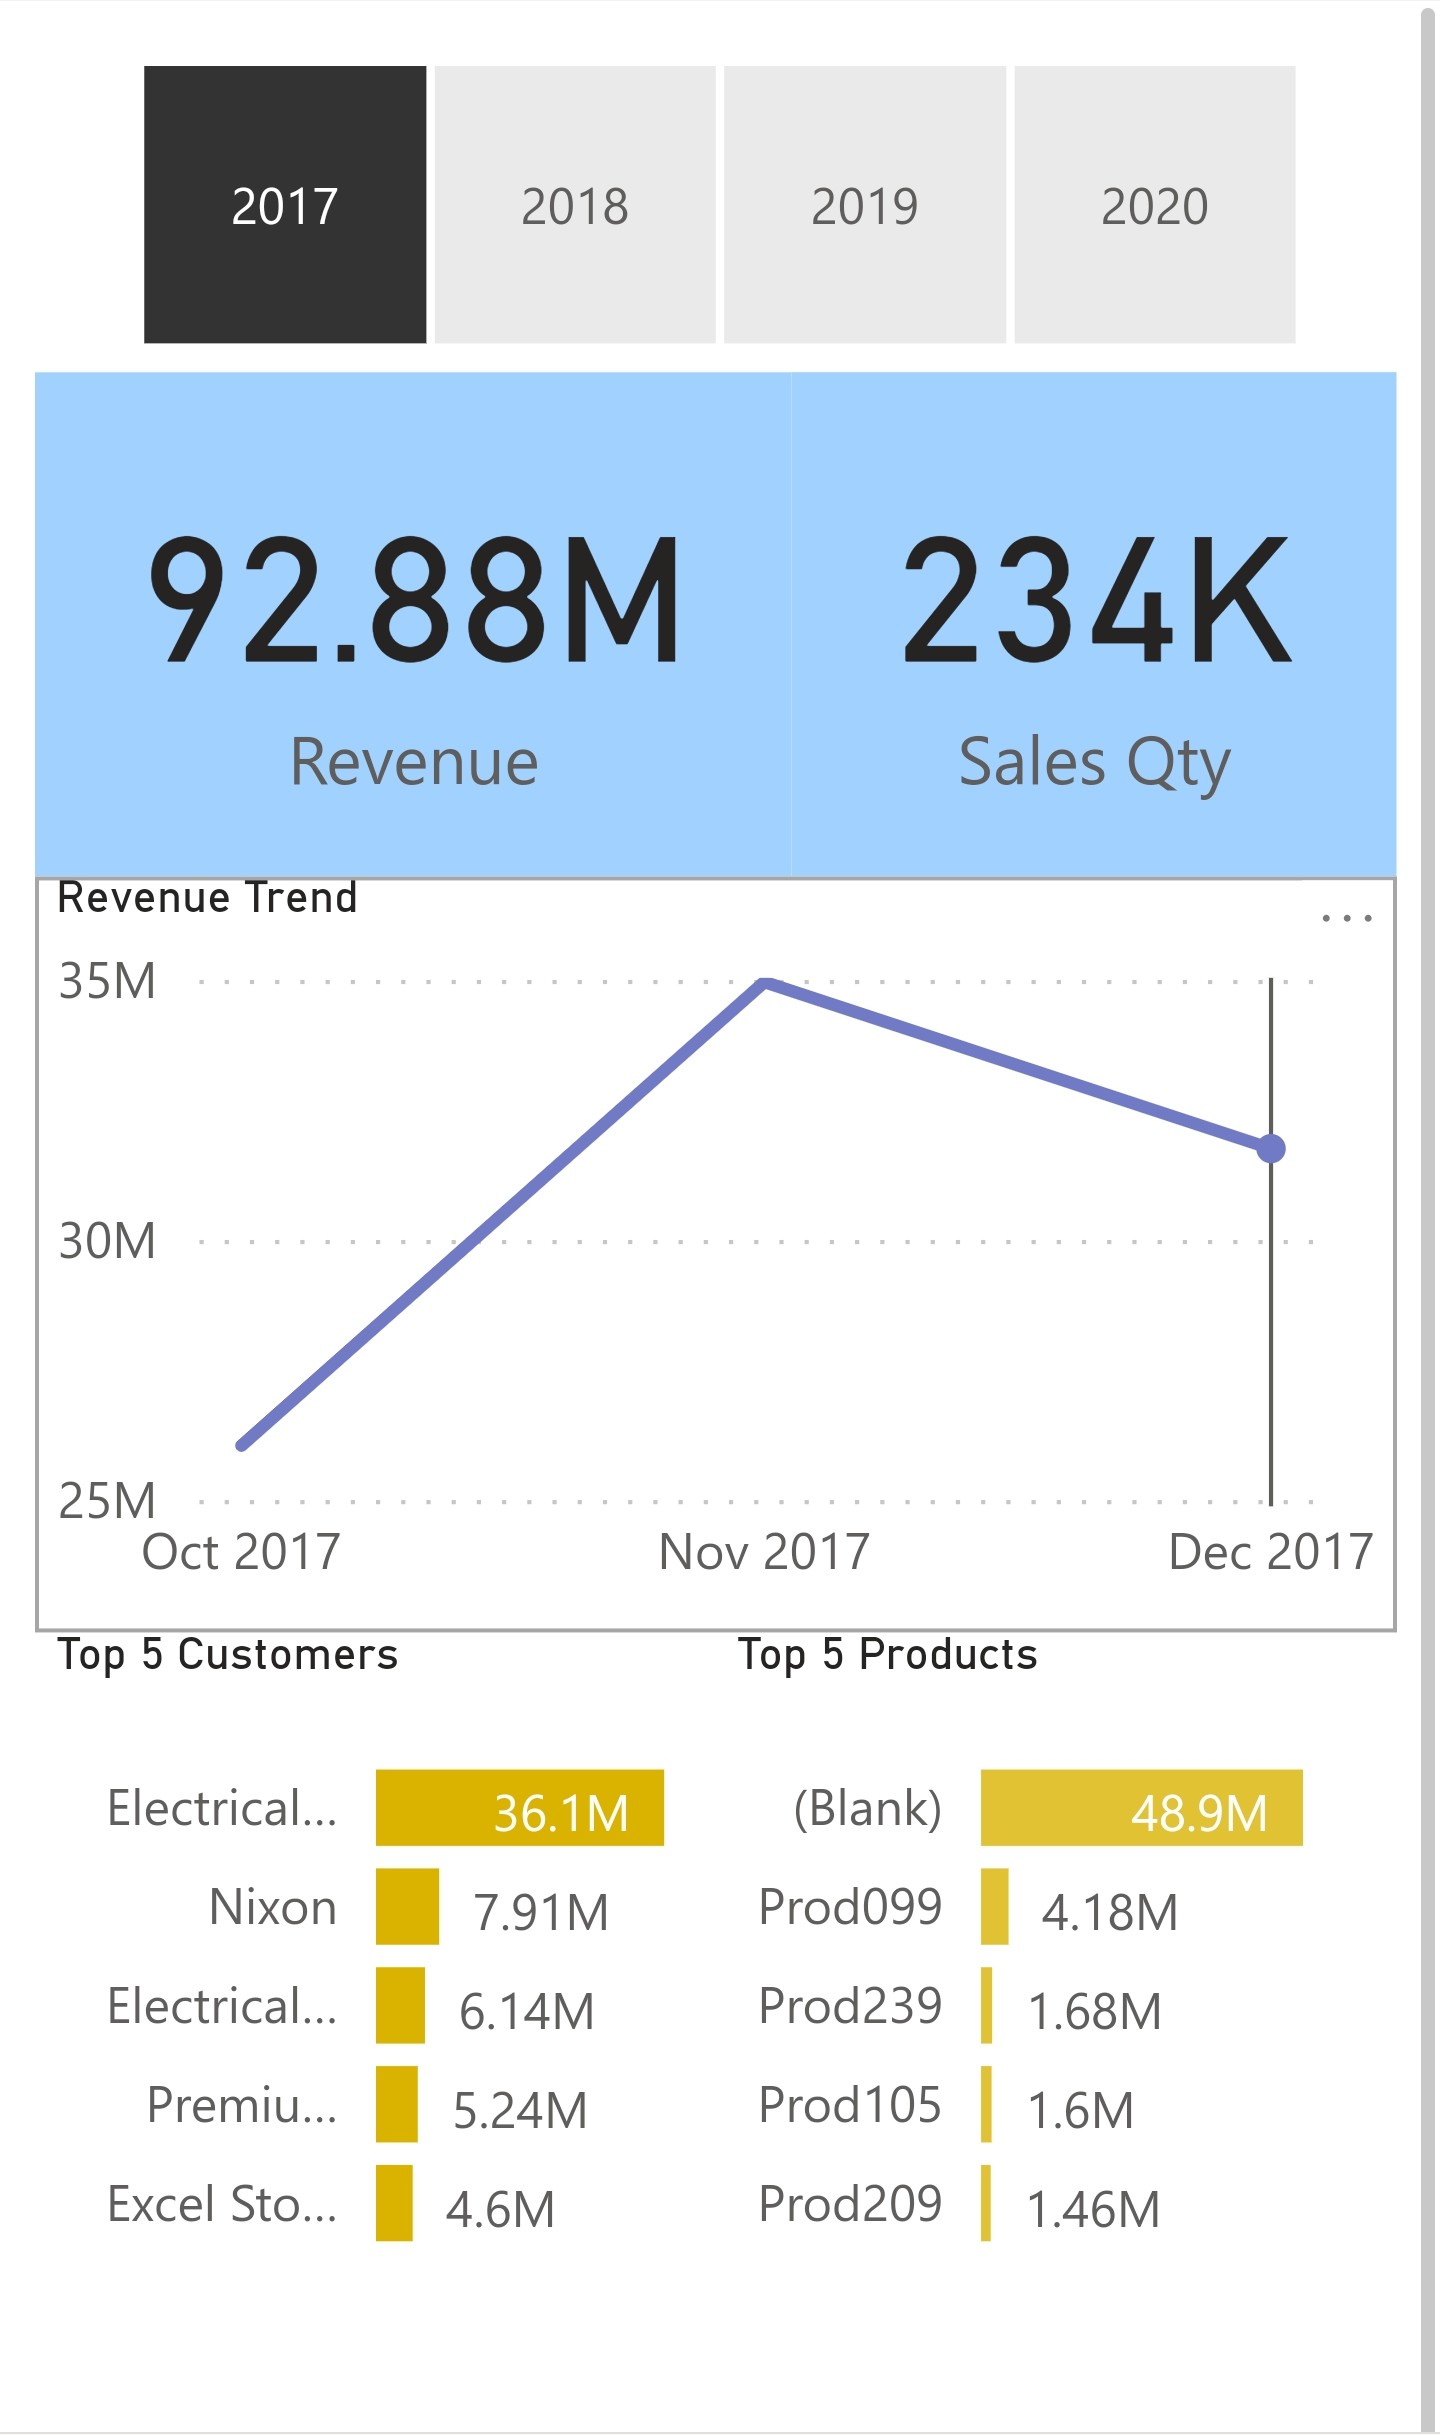 2017 2018 2019 2020
92.88M 234K
Revenue Sales Qty
Revenue Trend
...
35M
30M
25M
Oct 2017 Nov 2017 Dec 2017
Top 5 Customers
Electrical... 36.1M
Nixon 7.91M
Electrical... 6.14M
Premiu... 5.24M
Excel Sto... 4.6M
Top 5 Products
(Blank) 48.9M
Prod099 4.18M
Prod239 1.68M
Prod105 1.6M
Prod209 1.46M